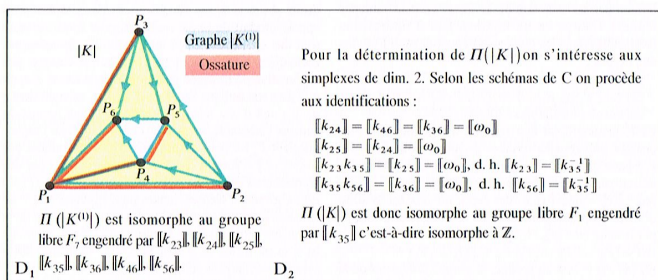 P₃
|K|
Graphe |K⁽¹⁾|
Ossature
P₆
P₅
P₄
P₁
P₂
Π (|K⁽¹⁾|) est isomorphe au groupe
libre F₇ engendré par ⟦k₂₃⟧, ⟦k₂₄⟧, ⟦k₂₅⟧,
D₁ ⟦k₃₅⟧, ⟦k₃₆⟧, ⟦k₄₆⟧, ⟦k₅₆⟧.
Pour la détermination de Π(|K|)on s'intéresse aux
simplexes de dim. 2. Selon les schémas de C on procède
aux identifications :
⟦k₂₄⟧ = ⟦k₄₆⟧ = ⟦k₃₆⟧ = ⟦ω₀⟧
⟦k₂₅⟧ = ⟦k₂₄⟧ = ⟦ω₀⟧
⟦k₂₃k₃₅⟧ = ⟦k₂₅⟧ = ⟦ω₀⟧, d. h. ⟦k₂₃⟧ = ⟦k₃₅⁻¹⟧
⟦k₃₅k₅₆⟧ = ⟦k₃₆⟧ = ⟦ω₀⟧, d. h. ⟦k₅₆⟧ = ⟦k₃₅⁻¹⟧
Π (|K|) est donc isomorphe au groupe libre F₁ engendré
par ⟦k₃₅⟧ c'est-à-dire isomorphe à ℤ.
D₂